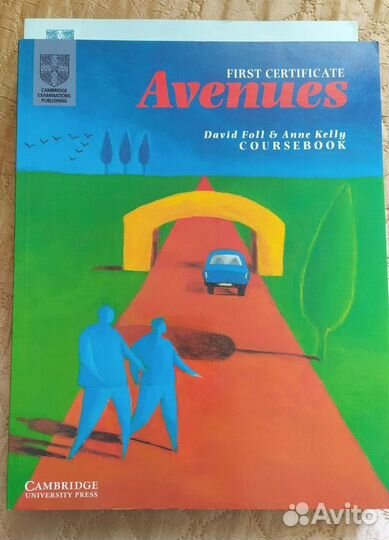 CAMBRIDGE
EXAMINATIONS
PUBLISHING
FIRST CERTIFICATE
Avenues
David Foll & Anne Kelly
COURSEBOOK
CAMBRIDGE
UNIVERSITY PRESS
Avito